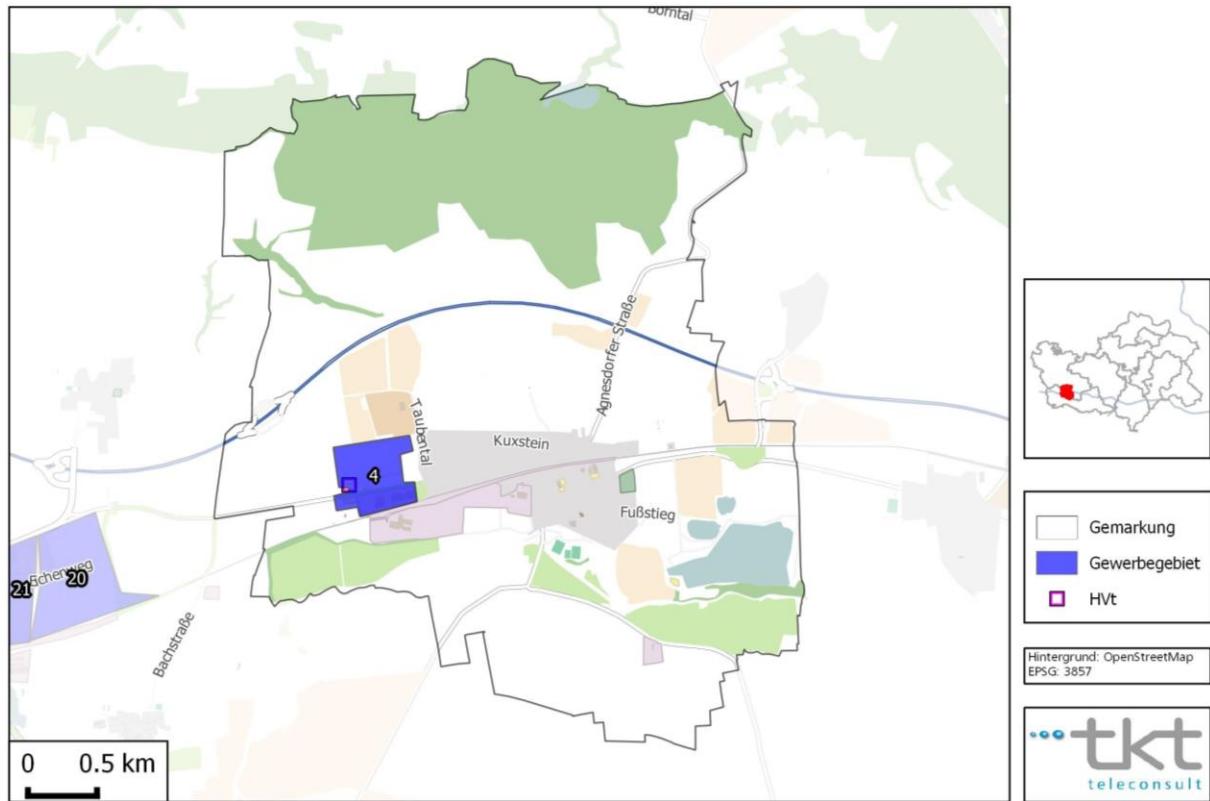 Borntal
Agnesdorfer Straße
Taubental
Kuxstein
4
Fußstieg
Eichenweg
21
20
Bachstraße
0 0.5 km
Gemarkung
Gewerbegebiet
HVt
Hintergrund: OpenStreetMap
EPSG: 3857
tkt
teleconsult